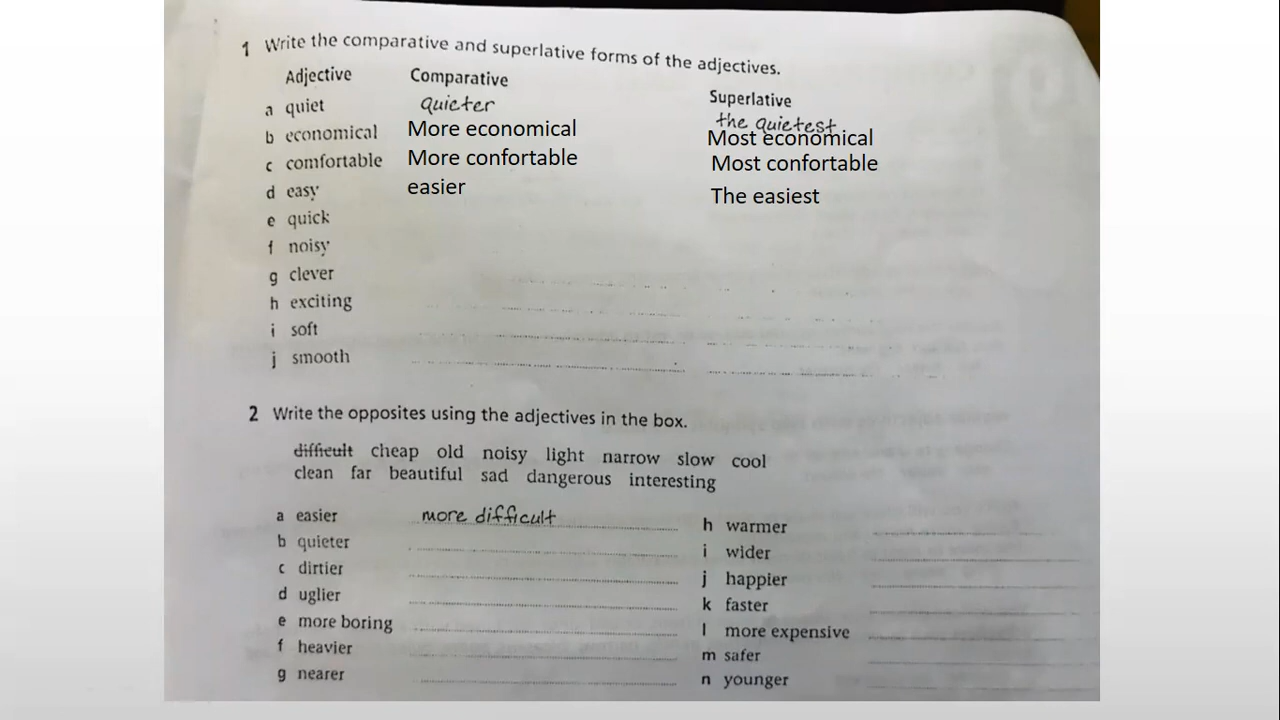 1 Write the comparative and superlative forms of the adjectives.
Adjective Comparative Superlative
a quiet quieter the quietest
b economical More economical Most economical
c comfortable More confortable Most confortable
d easy easier The easiest
e quick
f noisy
g clever
h exciting
i soft
j smooth
2 Write the opposites using the adjectives in the box.
difficult cheap old noisy light narrow slow cool
clean far beautiful sad dangerous interesting
a easier more difficult h warmer
b quieter i wider
c dirtier j happier
d uglier k faster
e more boring l more expensive
f heavier m safer
g nearer n younger